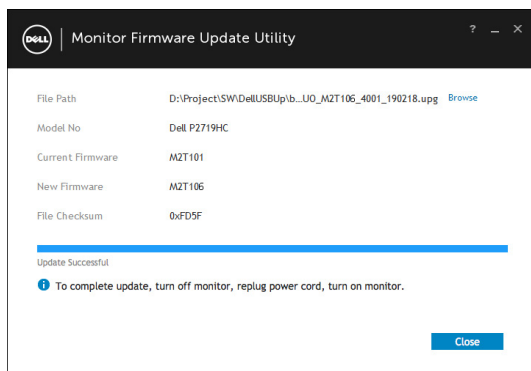 DELL Monitor Firmware Update Utility ? _ ×
File Path D:\Project\SW\DellUSBUp\b...UO_M2T106_4001_190218.upg Browse
Model No Dell P2719HC
Current Firmware M2T101
New Firmware M2T106
File Checksum 0xFD5F
Update Successful
i To complete update, turn off monitor, replug power cord, turn on monitor.
Close